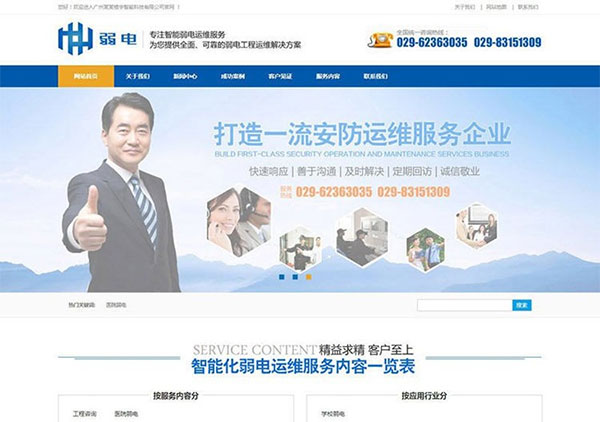 您好！欢迎进入广州某某楼宇智能科技有限公司官网 ！
关于我们 | 网站地图 | 联系我们
弱电
专注智能弱电运维服务
为您提供全面、可靠的弱电工程运维解决方案
全国统一咨询热线：
029-62363035 029-83151309
网站首页 关于我们 新闻中心 成功案例 客户见证 服务内容 联系我们
打造一流安防运维服务企业
BUILD FIRST-CLASS SECURITY OPERATION AND MAINTENANCE SERVICES BUSINESS
快速响应 | 善于沟通 | 及时解决 | 定期回访 | 诚信敬业
服务热线 029-62363035 029-83151309
热门关键词： 医院弱电
搜索
SERVICE CONTENT 精益求精 客户至上
智能化弱电运维服务内容一览表
按服务内容分
按应用行业分
工程咨询 医院弱电
学校弱电